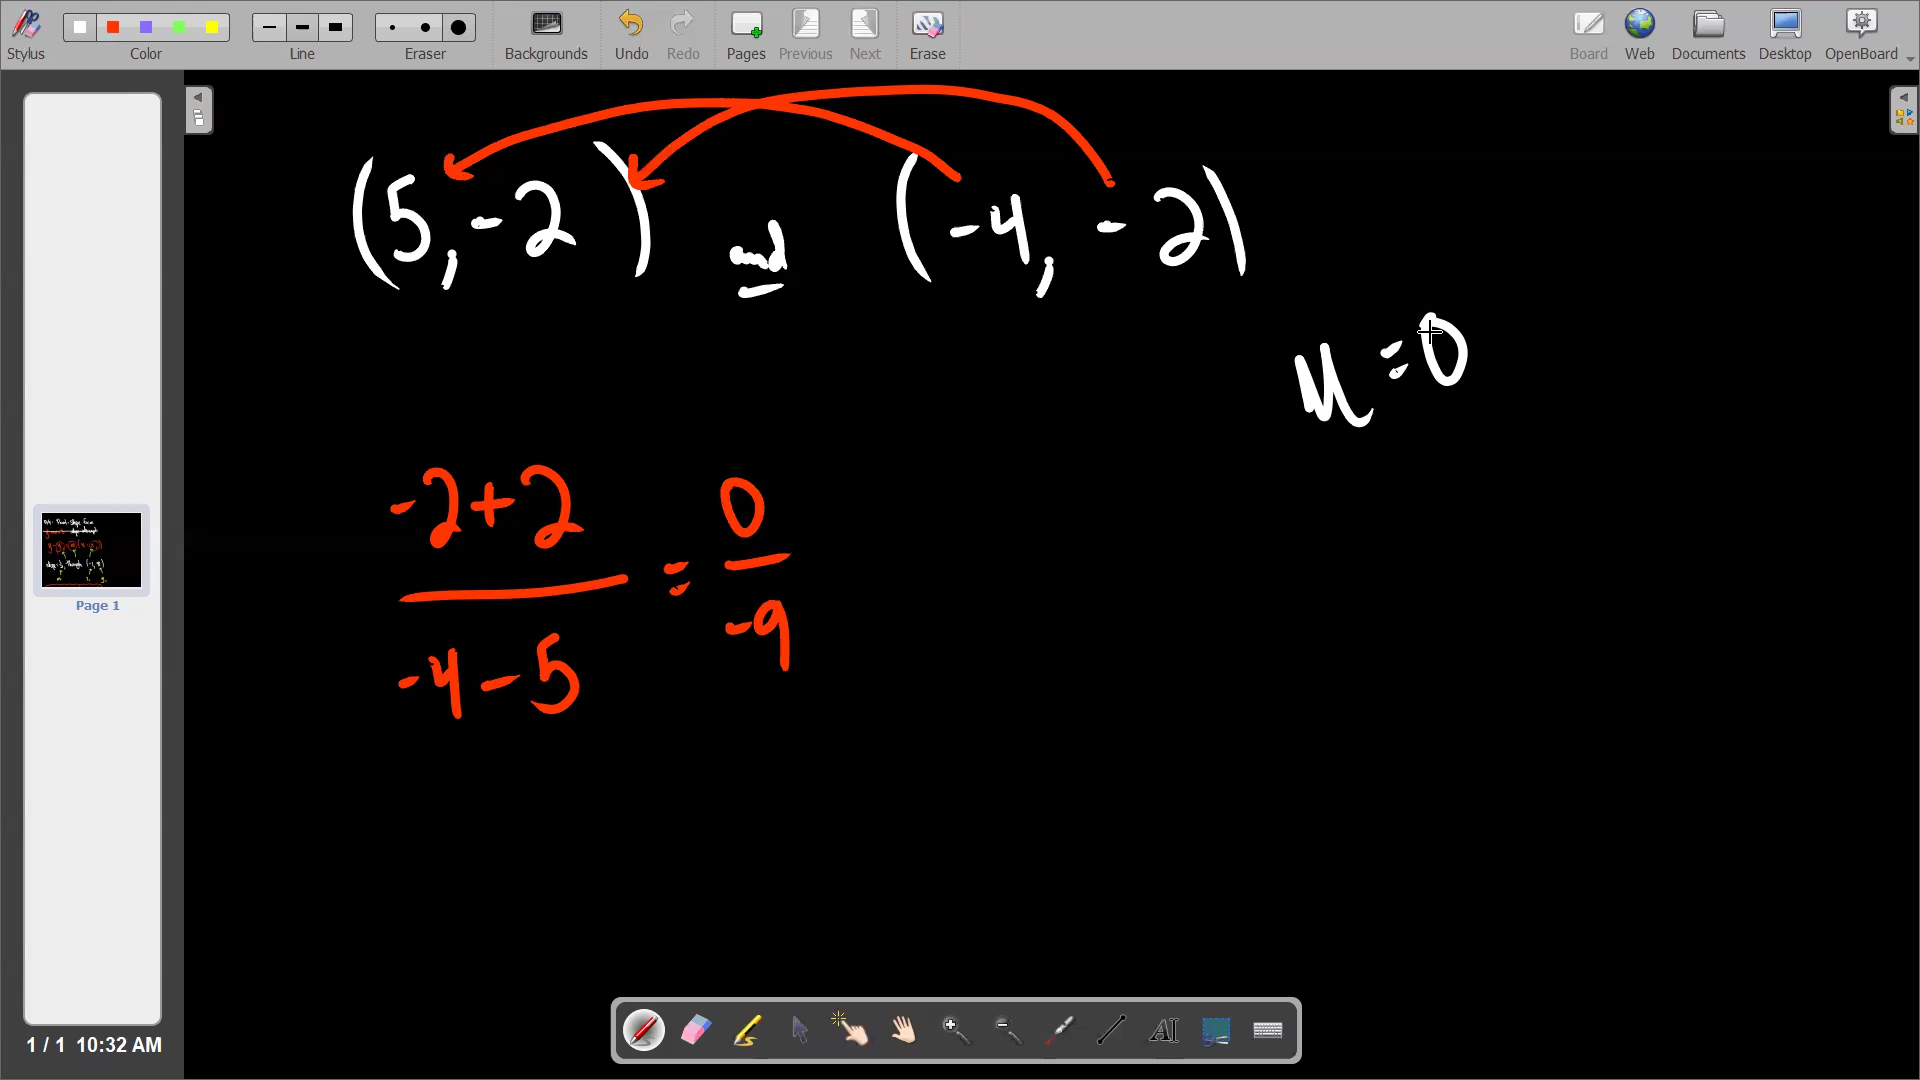 Stylus Color Line Eraser Backgrounds Undo Redo Pages Previous Next Erase Board Web Documents Desktop OpenBoard
(5, -2) and (-4, -2)
M = 0
-2+2 / -4-5 = 0 / -9
Page 1
1 / 1 10:32 AM
AI